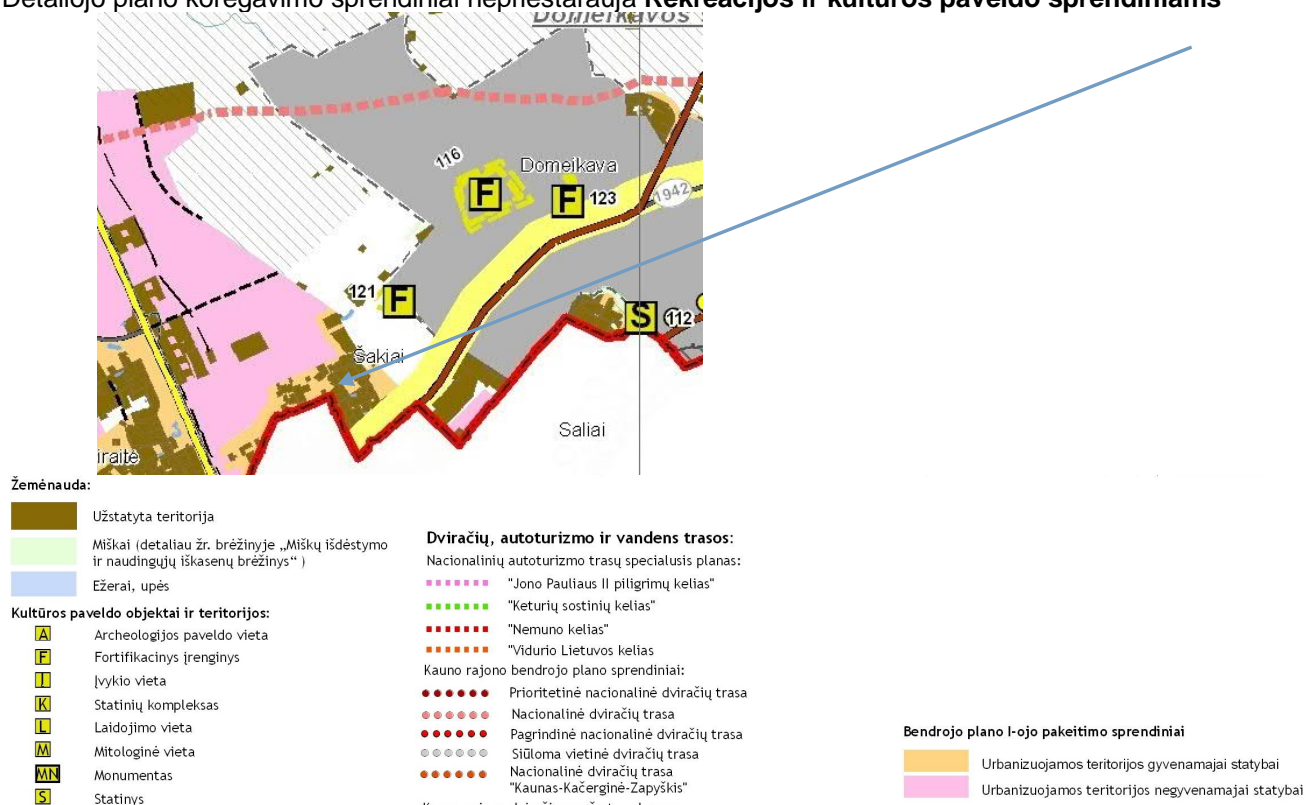 Detaliojo plano koregavimo sprendiniai neprieštarauja Rekreacijos ir kultūros paveldo sprendiniams
Domeikavos
116
Domeikava
F
F 123
1942
121 F
S 112
Šakiai
Saliai
iraitė
Žemėnauda:
Užstatyta teritorija
Miškai (detaliau žr. brėžinyje „Miškų išdėstymo
ir naudingųjų iškasenų brėžinys“ )
Ežerai, upės
Kultūros paveldo objektai ir teritorijos:
A Archeologijos paveldo vieta
F Fortifikacinys įrenginys
Į Įvykio vieta
K Statinių kompleksas
L Laidojimo vieta
M Mitologinė vieta
MN Monumentas
S Statinys
Dviračių, autoturizmo ir vandens trasos:
Nacionalinių autoturizmo trasų specialusis planas:
"Jono Pauliaus II piligrimų kelias"
"Keturių sostinių kelias"
"Nemuno kelias"
"Vidurio Lietuvos kelias
Kauno rajono bendrojo plano sprendiniai:
Prioritetinė nacionalinė dviračių trasa
Nacionalinė dviračių trasa
Pagrindinė nacionalinė dviračių trasa
Siūloma vietinė dviračių trasa
Nacionalinė dviračių trasa
"Kaunas-Kačerginė-Zapyškis"
Bendrojo plano I-ojo pakeitimo sprendiniai
Urbanizuojamos teritorijos gyvenamajai statybai
Urbanizuojamos teritorijos negyvenamajai statybai